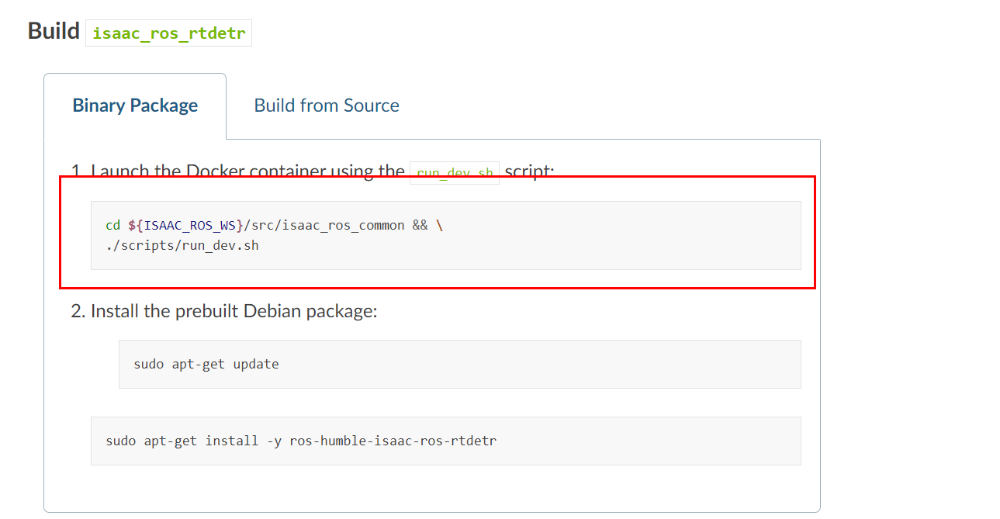 Build isaac_ros_rtdetr
Binary Package
Build from Source
1. Launch the Docker container using the run_dev.sh script:
cd ${ISAAC_ROS_WS}/src/isaac_ros_common && \
./scripts/run_dev.sh
2. Install the prebuilt Debian package:
sudo apt-get update
sudo apt-get install -y ros-humble-isaac-ros-rtdetr